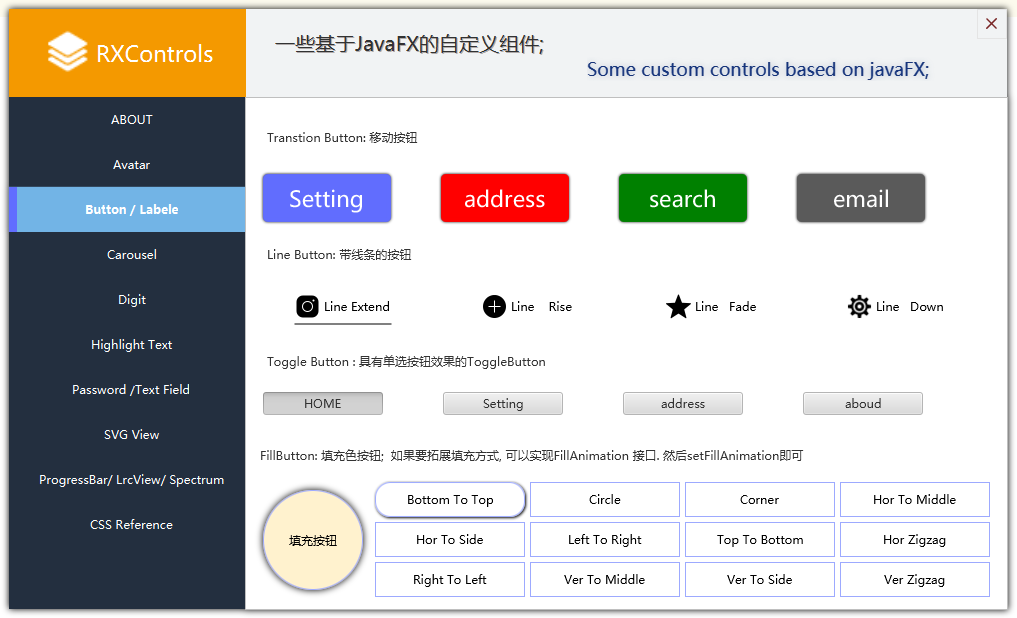 RXControls
一些基于JavaFX的自定义组件;
Some custom controls based on javaFX;
ABOUT
Avatar
Button / Labele
Carousel
Digit
Highlight Text
Password /Text Field
SVG View
ProgressBar/ LrcView/ Spectrum
CSS Reference
Transtion Button: 移动按钮
Setting address search email
Line Button: 带线条的按钮
Line Extend Line Rise Line Fade Line Down
Toggle Button : 具有单选按钮效果的ToggleButton
HOME Setting address aboud
FillButton: 填充色按钮; 如果要拓展填充方式, 可以实现FillAnimation 接口. 然后setFillAnimation即可
填充按钮
Bottom To Top Circle Corner Hor To Middle
Hor To Side Left To Right Top To Bottom Hor Zigzag
Right To Left Ver To Middle Ver To Side Ver Zigzag